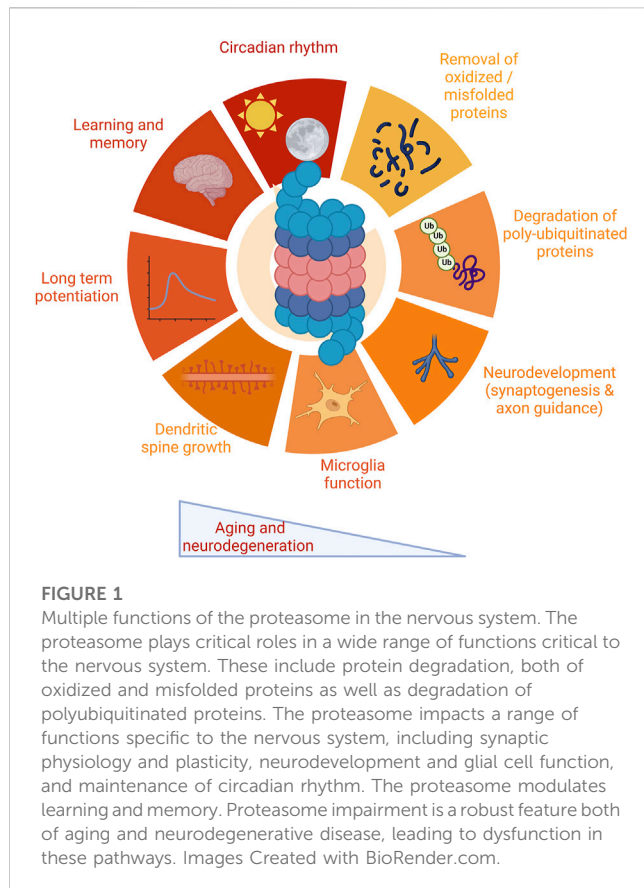 Circadian rhythm
Removal of
oxidized /
misfolded
proteins
Learning and
memory
Ub
Ub
Ub
Ub
Degradation of
poly-ubiquitinated
proteins
Long term
potentiation
Neurodevelopment
(synaptogenesis &
axon guidance)
Dendritic
spine growth
Microglia
function
Aging and
neurodegeneration
FIGURE 1
Multiple functions of the proteasome in the nervous system. The
proteasome plays critical roles in a wide range of functions critical to
the nervous system. These include protein degradation, both of
oxidized and misfolded proteins as well as degradation of
polyubiquitinated proteins. The proteasome impacts a range of
functions specific to the nervous system, including synaptic
physiology and plasticity, neurodevelopment and glial cell function,
and maintenance of circadian rhythm. The proteasome modulates
learning and memory. Proteasome impairment is a robust feature both
of aging and neurodegenerative disease, leading to dysfunction in
these pathways. Images Created with BioRender.com.